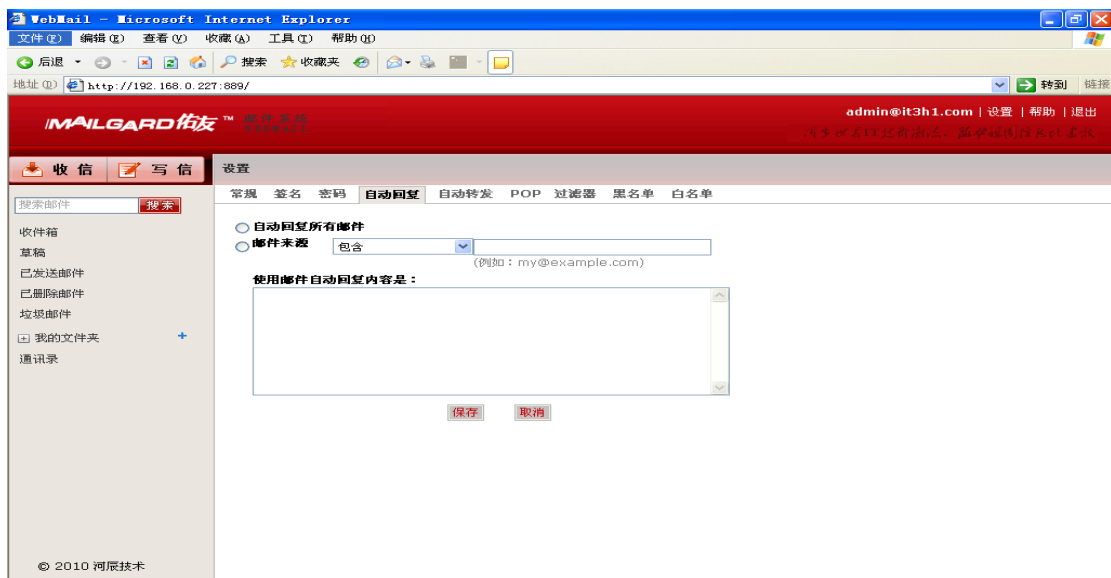 WebMail - Microsoft Internet Explorer
文件(F) 编辑(E) 查看(V) 收藏(A) 工具(T) 帮助(H)
后退 搜索 收藏夹
地址(D) http://192.168.0.227:889/ 转到 链接
MAILGARD佑友™ 邮件系统
WEBMAIL
admin@it3h1.com | 设置 | 帮助 | 退出
收信 写信 设置
常规 签名 密码 自动回复 自动转发 POP 过滤器 黑名单 白名单
搜索邮件 搜索
自动回复所有邮件
邮件来源 包含
(例如：my@example.com)
使用邮件自动回复内容是：
收件箱
草稿
已发送邮件
已删除邮件
垃圾邮件
我的文件夹 +
通讯录
保存 取消
© 2010 河辰技术